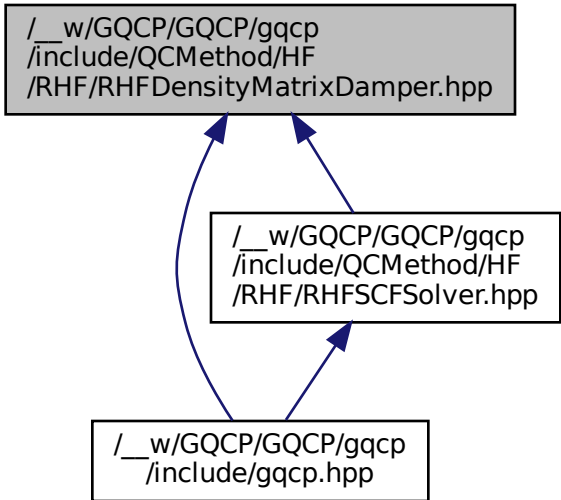 /__w/GQCP/GQCP/gqcp
/include/QCMethod/HF
/RHF/RHFDensityMatrixDamper.hpp
/__w/GQCP/GQCP/gqcp
/include/QCMethod/HF
/RHF/RHFSCFSolver.hpp
/__w/GQCP/GQCP/gqcp
/include/gqcp.hpp